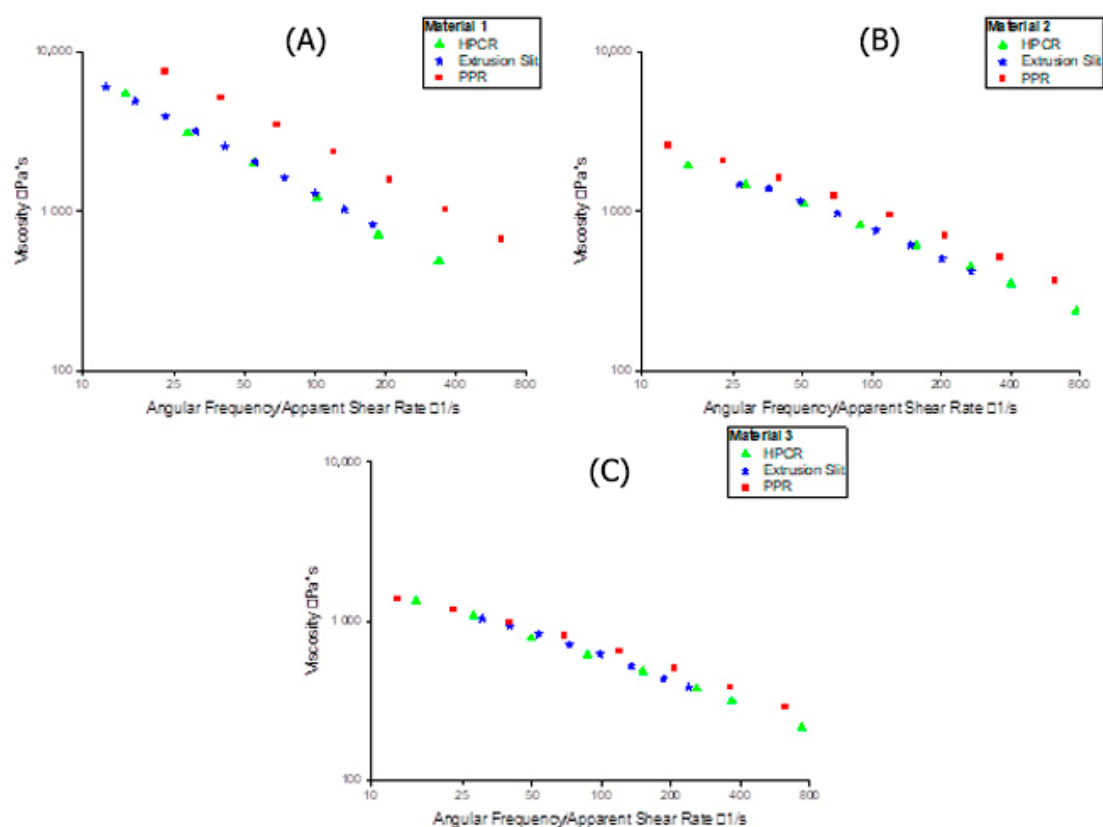 (A)
Material 1
HPCR
Extrusion Slit
PPR
10,000
1 000
100
Viscosity □Pa*s
10 25 50 100 200 400 800
Angular Frequency/Apparent Shear Rate □1/s
(B)
Material 2
HPCR
Extrusion Slit
PPR
10,000
1 000
100
Viscosity □Pa*s
10 25 50 100 200 400 800
Angular Frequency/Apparent Shear Rate □1/s
(C)
Material 3
HPCR
Extrusion Slit
PPR
10,000
1 000
100
Viscosity □Pa*s
10 25 50 100 200 400 800
Angular Frequency/Apparent Shear Rate □1/s